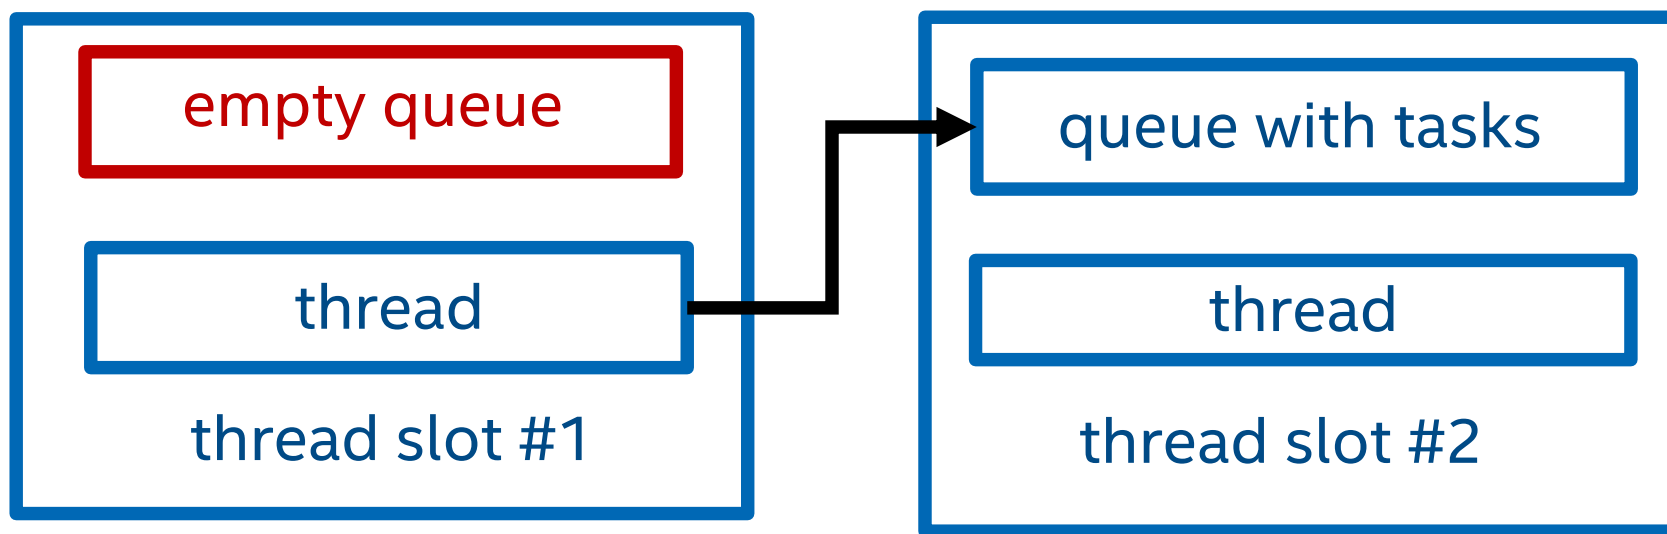 empty queue
thread
thread slot #1
queue with tasks
thread
thread slot #2